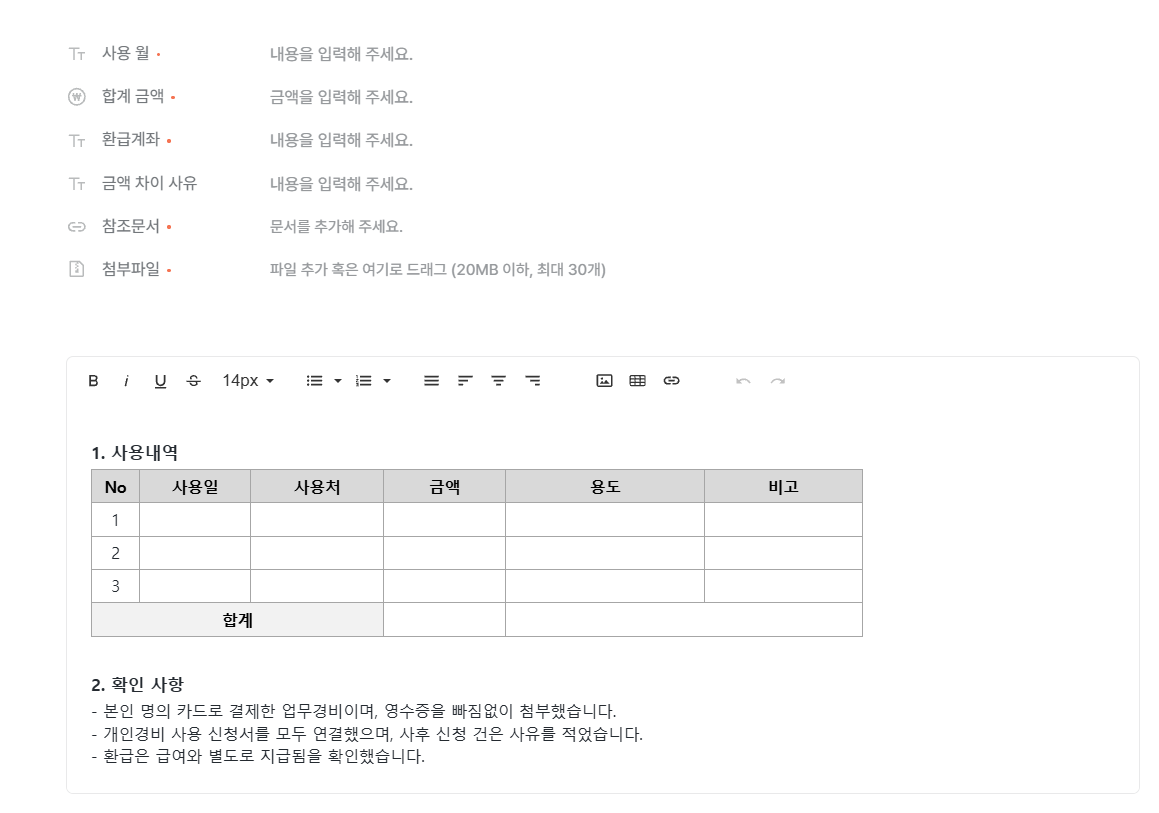 사용 월 • 내용을 입력해 주세요.
합계 금액 • 금액을 입력해 주세요.
환급계좌 • 내용을 입력해 주세요.
금액 차이 사유 내용을 입력해 주세요.
참조문서 • 문서를 추가해 주세요.
첨부파일 • 파일 추가 혹은 여기로 드래그 (20MB 이하, 최대 30개)
B i U S 14px
1. 사용내역
No 사용일 사용처 금액 용도 비고
1
2
3
합계
2. 확인 사항
- 본인 명의 카드로 결제한 업무경비이며, 영수증을 빠짐없이 첨부했습니다.
- 개인경비 사용 신청서를 모두 연결했으며, 사후 신청 건은 사유를 적었습니다.
- 환급은 급여와 별도로 지급됨을 확인했습니다.